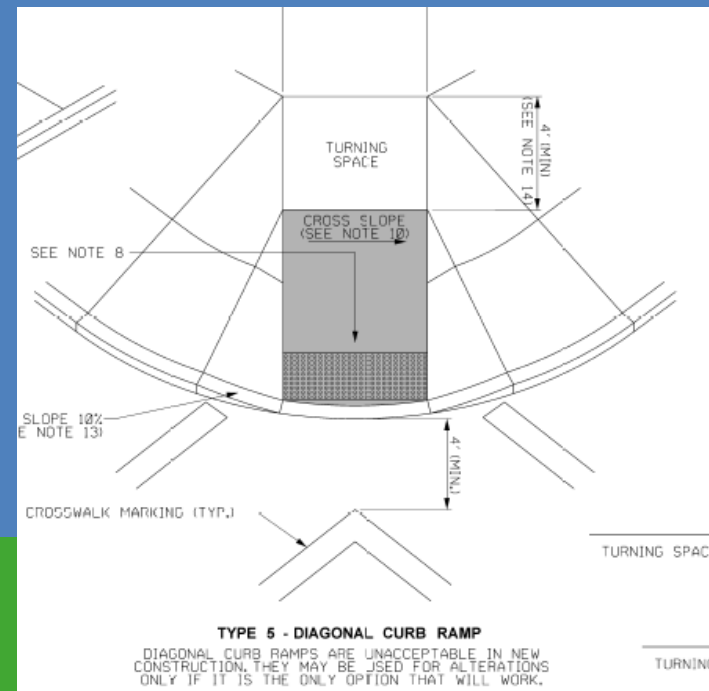 TURNING
SPACE
4' (MIN)
(SEE NOTE 14)
CROSS SLOPE
(SEE NOTE 10)
SEE NOTE 8
SLOPE 10%
E NOTE 13)
4' (MIN.)
CROSSWALK MARKING (TYP.)
TURNING SPAC
TYPE 5 - DIAGONAL CURB RAMP
DIAGONAL CURB RAMPS ARE UNACCEPTABLE IN NEW
CONSTRUCTION. THEY MAY BE USED FOR ALTERATIONS
ONLY IF IT IS THE ONLY OPTION THAT WILL WORK.
TURNING